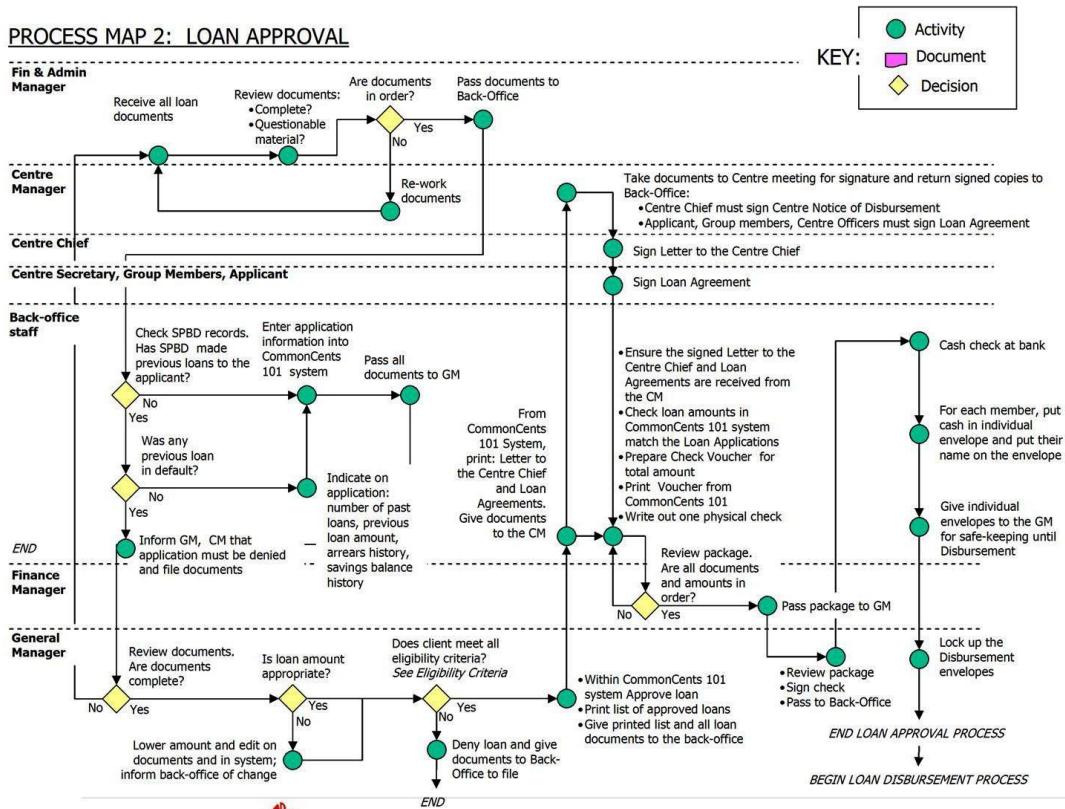 PROCESS MAP 2: LOAN APPROVAL
KEY:
Activity
Document
Decision
Fin & Admin
Manager
Receive all loan
documents
Review documents:
•Complete?
•Questionable
material?
Are documents
in order?
Yes
No
Pass documents to
Back-Office
Centre
Manager
Re-work
documents
Take documents to Centre meeting for signature and return signed copies to
Back-Office:
•Centre Chief must sign Centre Notice of Disbursement
•Applicant, Group members, Centre Officers must sign Loan Agreement
Centre Chief
Sign Letter to the Centre Chief
Centre Secretary, Group Members, Applicant
Sign Loan Agreement
Back-office
staff
Check SPBD records.
Has SPBD made
previous loans to the
applicant?
No
Yes
Enter application
information into
CommonCents
101 system
Pass all
documents to GM
Was any
previous loan
in default?
No
Yes
Indicate on
application:
number of past
loans, previous
loan amount,
arrears history,
savings balance
history
END
Inform GM, CM that
application must be denied
and file documents
From
CommonCents
101 System,
print: Letter to
the Centre Chief
and Loan
Agreements.
Give documents
to the CM
•Ensure the signed Letter to the
Centre Chief and Loan
Agreements are received from
the CM
•Check loan amounts in
CommonCents 101 system
match the Loan Applications
•Prepare Check Voucher for
total amount
•Print Voucher from
CommonCents 101
•Write out one physical check
Cash check at bank
For each member, put
cash in individual
envelope and put their
name on the envelope
Give individual
envelopes to the GM
for safe-keeping until
Disbursement
Finance
Manager
Review package.
Are all documents
and amounts in
order?
No
Yes
Pass package to GM
General
Manager
Review documents.
Are documents
complete?
No
Yes
Is loan amount
appropriate?
Yes
No
Lower amount and edit on
documents and in system;
inform back-office of change
Does client meet all
eligibility criteria?
See Eligibility Criteria
Yes
No
Deny loan and give
documents to Back-
Office to file
END
•Within CommonCents 101
system Approve loan
•Print list of approved loans
•Give printed list and all loan
documents to the back-office
•Review package
•Sign check
•Pass to Back-Office
Lock up the
Disbursement
envelopes
END LOAN APPROVAL PROCESS
BEGIN LOAN DISBURSEMENT PROCESS